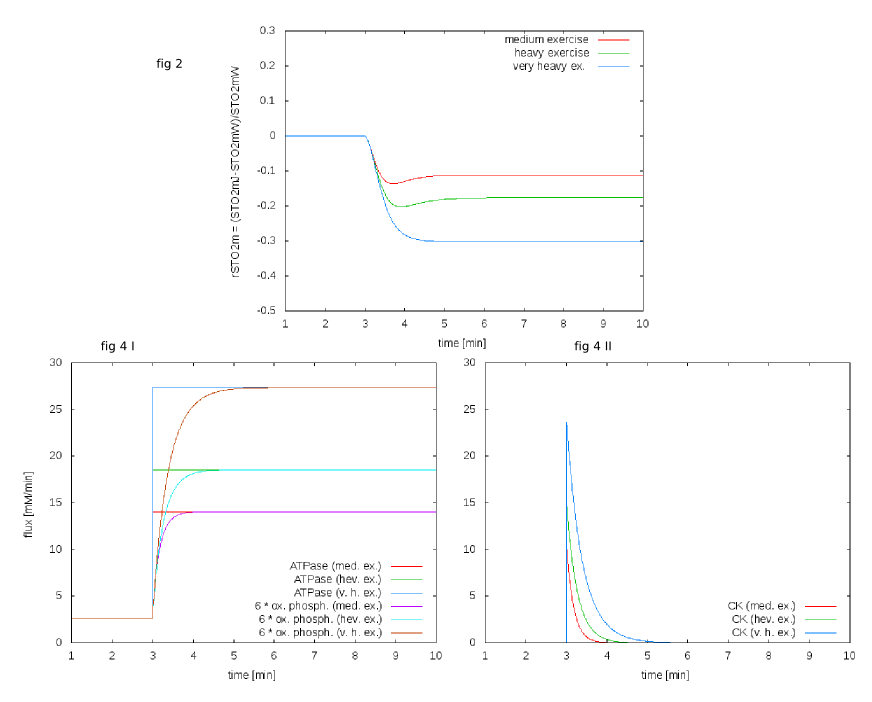 fig 2
rSTO2m = (STO2mJ-STO2mW)/STO2mW
0.3
0.2
0.1
0
-0.1
-0.2
-0.3
-0.4
-0.5
medium exercise
heavy exercise
very heavy ex.
1 2 3 4 5 6 7 8 9 10
time [min]
fig 4 I
flux [mM/min]
30
25
20
15
10
5
0
ATPase (med. ex.)
ATPase (hev. ex.)
ATPase (v. h. ex.)
6 * ox. phosph. (med. ex.)
6 * ox. phosph. (hev. ex.)
6 * ox. phosph. (v. h. ex.)
1 2 3 4 5 6 7 8 9 10
time [min]
fig 4 II
30
25
20
15
10
5
0
CK (med. ex.)
CK (hev. ex.)
CK (v. h. ex.)
1 2 3 4 5 6 7 8 9 10
time [min]